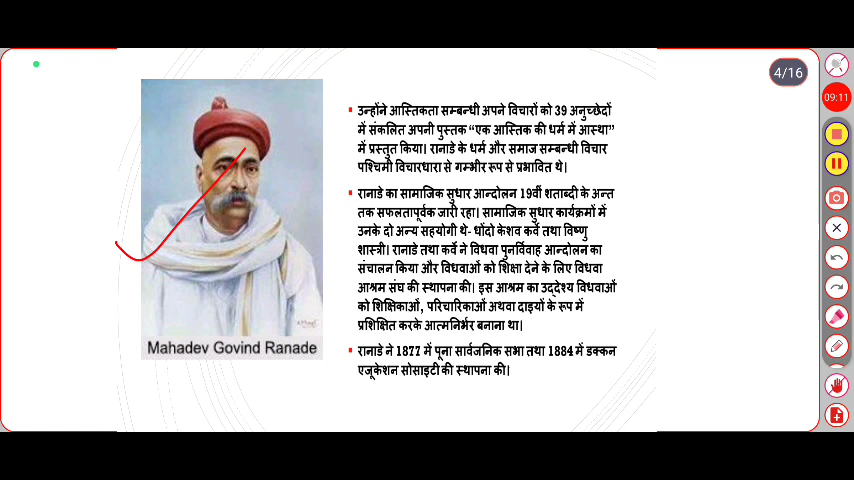 4/16
09:11
उन्होंने आस्तिकता सम्बन्धी अपने विचारों को 39 अनुच्छेदों
में संकलित अपनी पुस्तक “एक आस्तिक की धर्म में आस्था”
में प्रस्तुत किया। रानाडे के धर्म और समाज सम्बन्धी विचार
पश्चिमी विचारधारा से गम्भीर रूप से प्रभावित थे।
रानाडे का सामाजिक सुधार आन्दोलन 19वीं शताब्दी के अन्त
तक सफलतापूर्वक जारी रहा। सामाजिक सुधार कार्यक्रमों में
उनके दो अन्य सहयोगी थे- धोंदो केशव कर्वे तथा विष्णु
शास्त्री। रानाडे तथा कर्वे ने विधवा पुनर्विवाह आन्दोलन का
संचालन किया और विधवाओं को शिक्षा देने के लिए विधवा
आश्रम संघ की स्थापना की। इस आश्रम का उद्देश्य विधवाओं
को शिक्षिकाओं, परिचारिकाओं अथवा दाइयों के रूप में
प्रशिक्षित करके आत्मनिर्भर बनाना था।
रानाडे ने 1877 में पूना सार्वजनिक सभा तथा 1884 में डक्कन
एजूकेशन सोसाइटी की स्थापना की।
Mahadev Govind Ranade